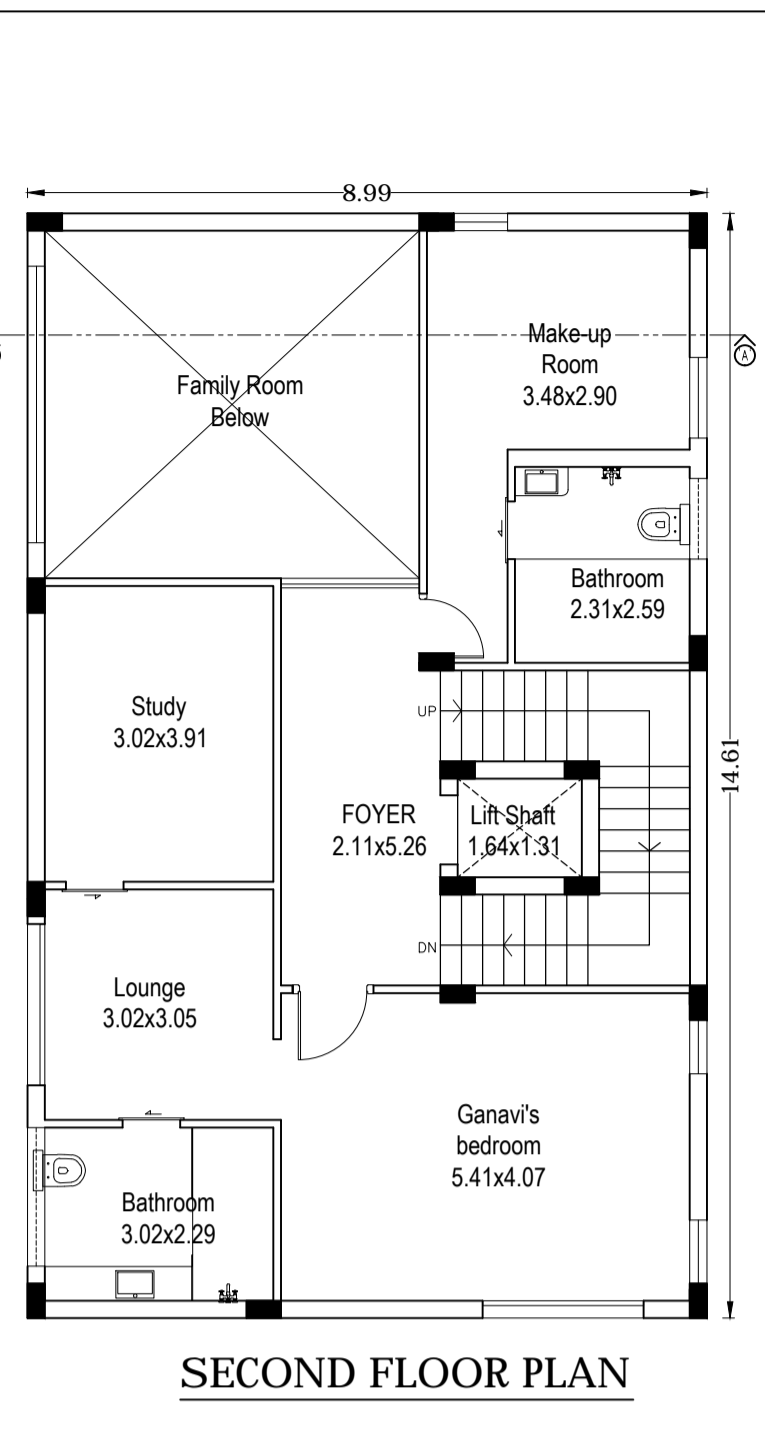 8.99
Make-up
Room
3.48x2.90
A'
Family Room
Below
Bathroom
2.31x2.59
Study
3.02x3.91
UP
14.61
FOYER
2.11x5.26
Lift Shaft
1.64x1.31
DN
Lounge
3.02x3.05
Ganavi's
bedroom
5.41x4.07
Bathroom
3.02x2.29
SECOND FLOOR PLAN